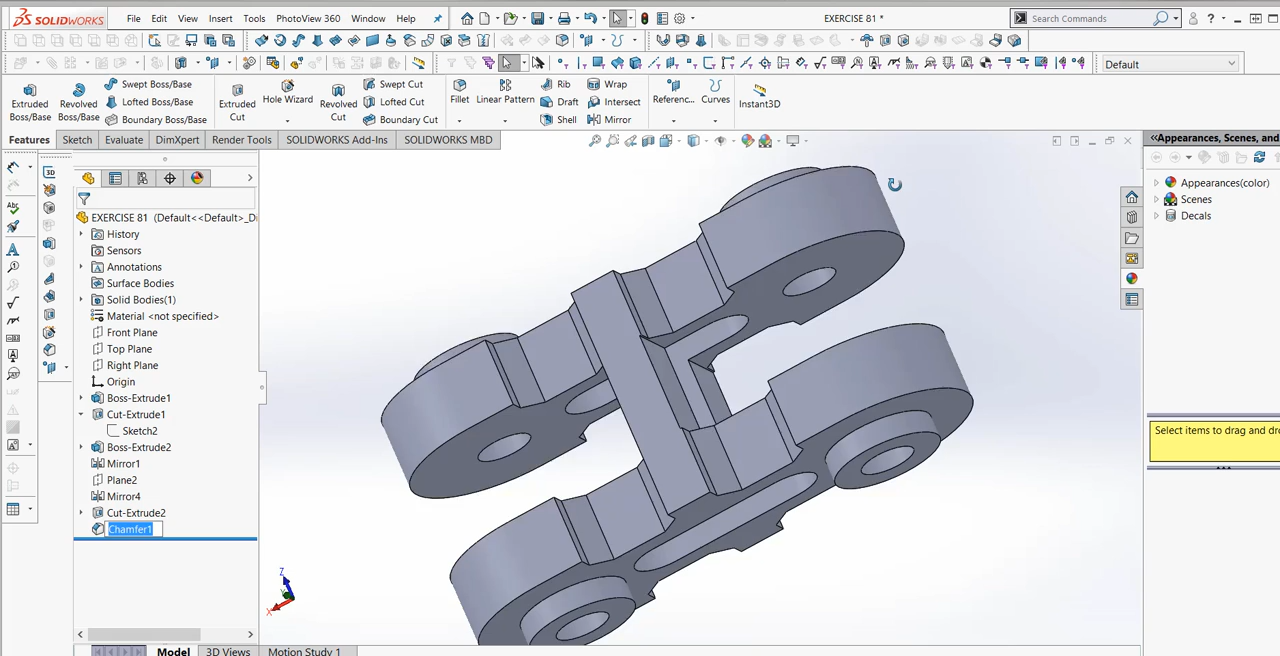 SOLIDWORKS File Edit View Insert Tools PhotoView 360 Window Help EXERCISE 81 * Search Commands
Default
Extruded Boss/Base
Revolved Boss/Base
Swept Boss/Base
Lofted Boss/Base
Boundary Boss/Base
Extruded Cut
Hole Wizard
Revolved Cut
Swept Cut
Lofted Cut
Boundary Cut
Fillet
Linear Pattern
Rib
Draft
Shell
Wrap
Intersect
Mirror
Referenc...
Curves
Instant3D
Features Sketch Evaluate DimXpert Render Tools SOLIDWORKS Add-Ins SOLIDWORKS MBD
<<Appearances, Scenes, and
Appearances(color)
Scenes
Decals
Select items to drag and dr
EXERCISE 81 (Default<<Default>_Di
History
Sensors
Annotations
Surface Bodies
Solid Bodies(1)
Material <not specified>
Front Plane
Top Plane
Right Plane
Origin
Boss-Extrude1
Cut-Extrude1
Sketch2
Boss-Extrude2
Mirror1
Plane2
Mirror4
Cut-Extrude2
Chamfer1
Z
X
Model 3D Views Motion Study 1